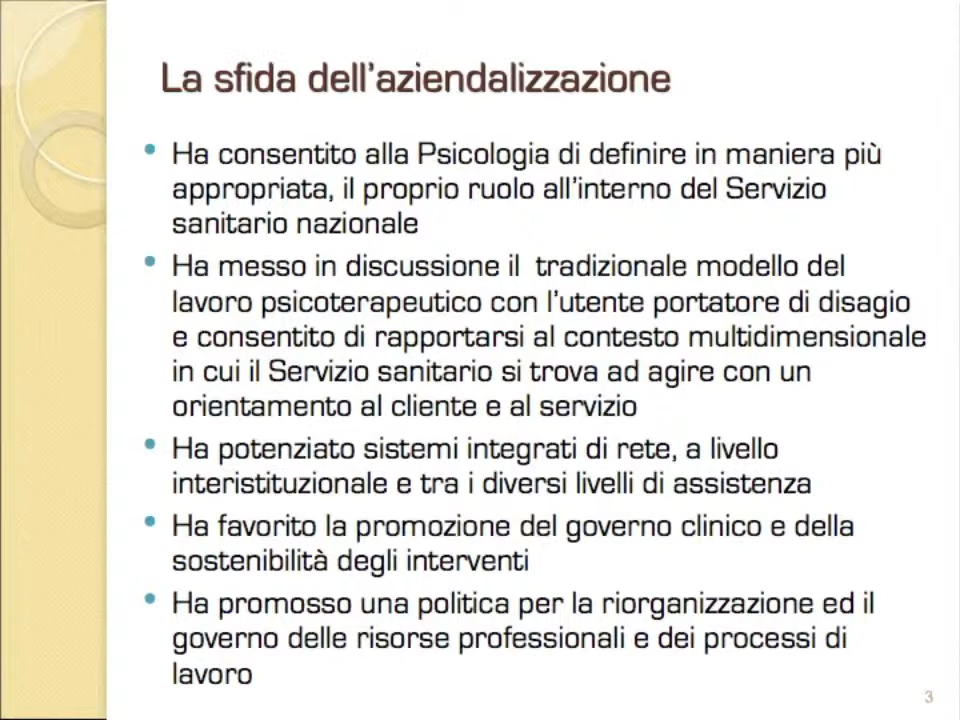 La sfida dell'aziendalizzazione
• Ha consentito alla Psicologia di definire in maniera più
appropriata, il proprio ruolo all'interno del Servizio
sanitario nazionale
• Ha messo in discussione il  tradizionale modello del
lavoro psicoterapeutico con l'utente portatore di disagio
e consentito di rapportarsi al contesto multidimensionale
in cui il Servizio sanitario si trova ad agire con un
orientamento al cliente e al servizio
• Ha potenziato sistemi integrati di rete, a livello
interistituzionale e tra i diversi livelli di assistenza
• Ha favorito la promozione del governo clinico e della
sostenibilità degli interventi
• Ha promosso una politica per la riorganizzazione ed il
governo delle risorse professionali e dei processi di
lavoro
3